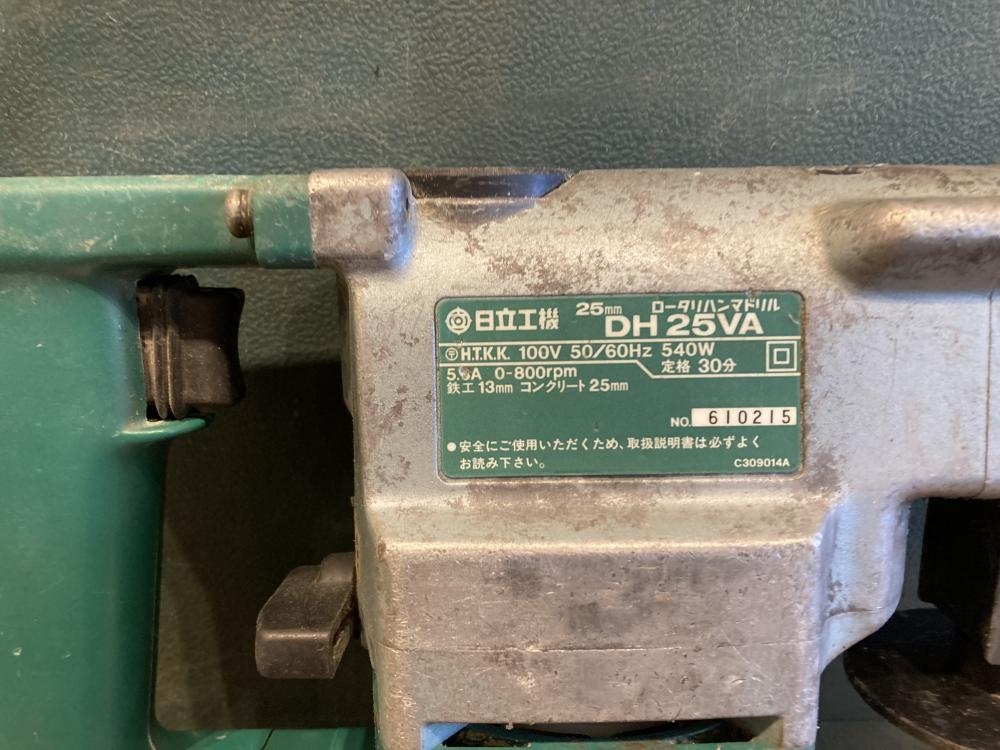 日立工機 25mm ロータリハンマドリル
DH 25VA
〒H.T.K.K. 100V 50/60Hz 540W
0-800rpm 定格 30分
鉄工 13mm コンクリート 25mm
NO. 610215
●安全にご使用いただくため、取扱説明書は必ずよく
お読み下さい。
C309014A